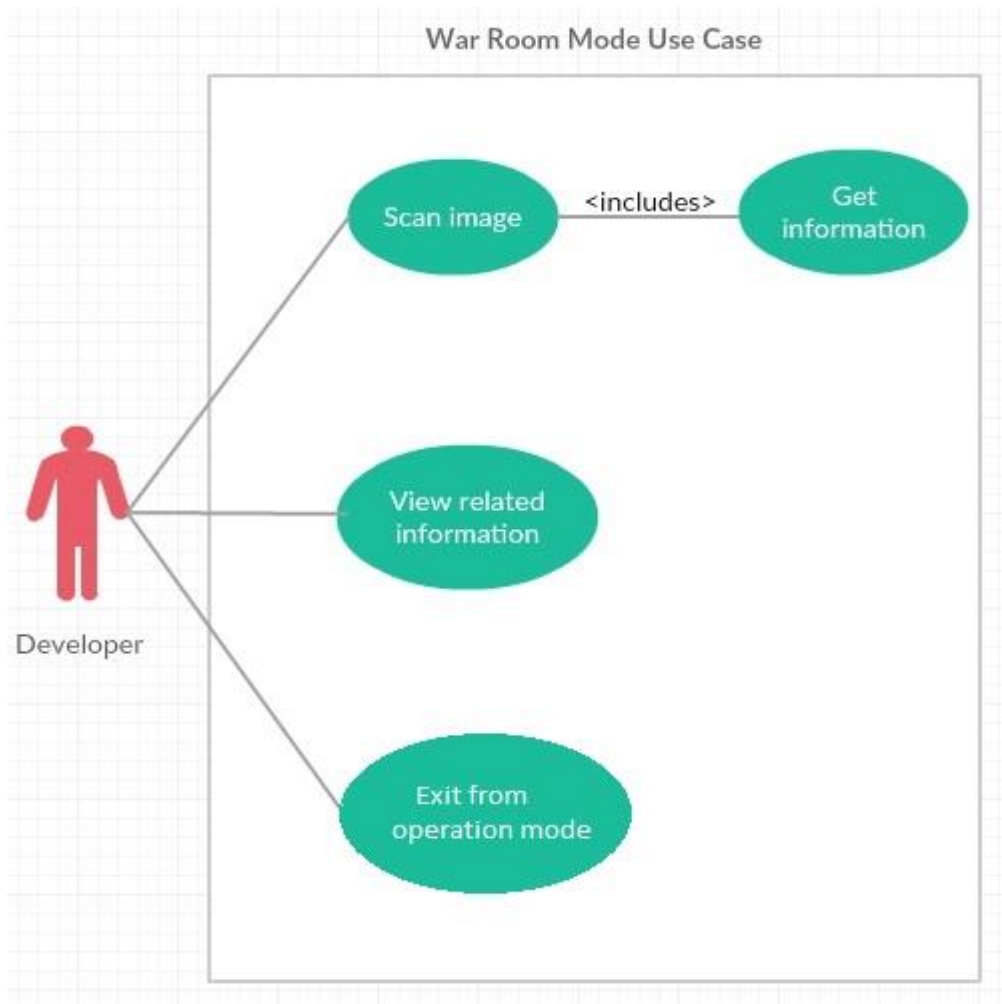 War Room Mode Use Case
Scan image
<includes>
Get
information
View related
information
Developer
Exit from
operation mode